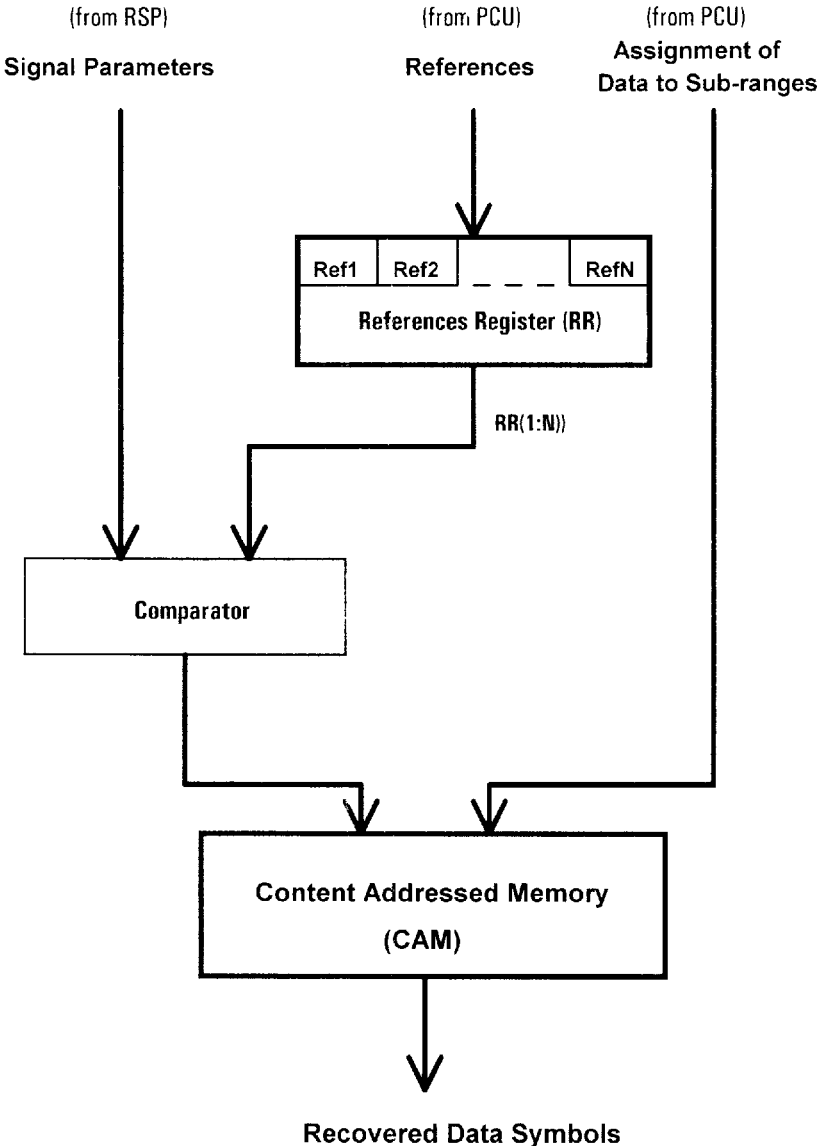 (from RSP)
Signal Parameters
(from PCU)
References
(from PCU)
Assignment of
Data to Sub-ranges
Ref1 Ref2 RefN
References Register (RR)
RR(1:N))
Comparator
Content Addressed Memory
(CAM)
Recovered Data Symbols